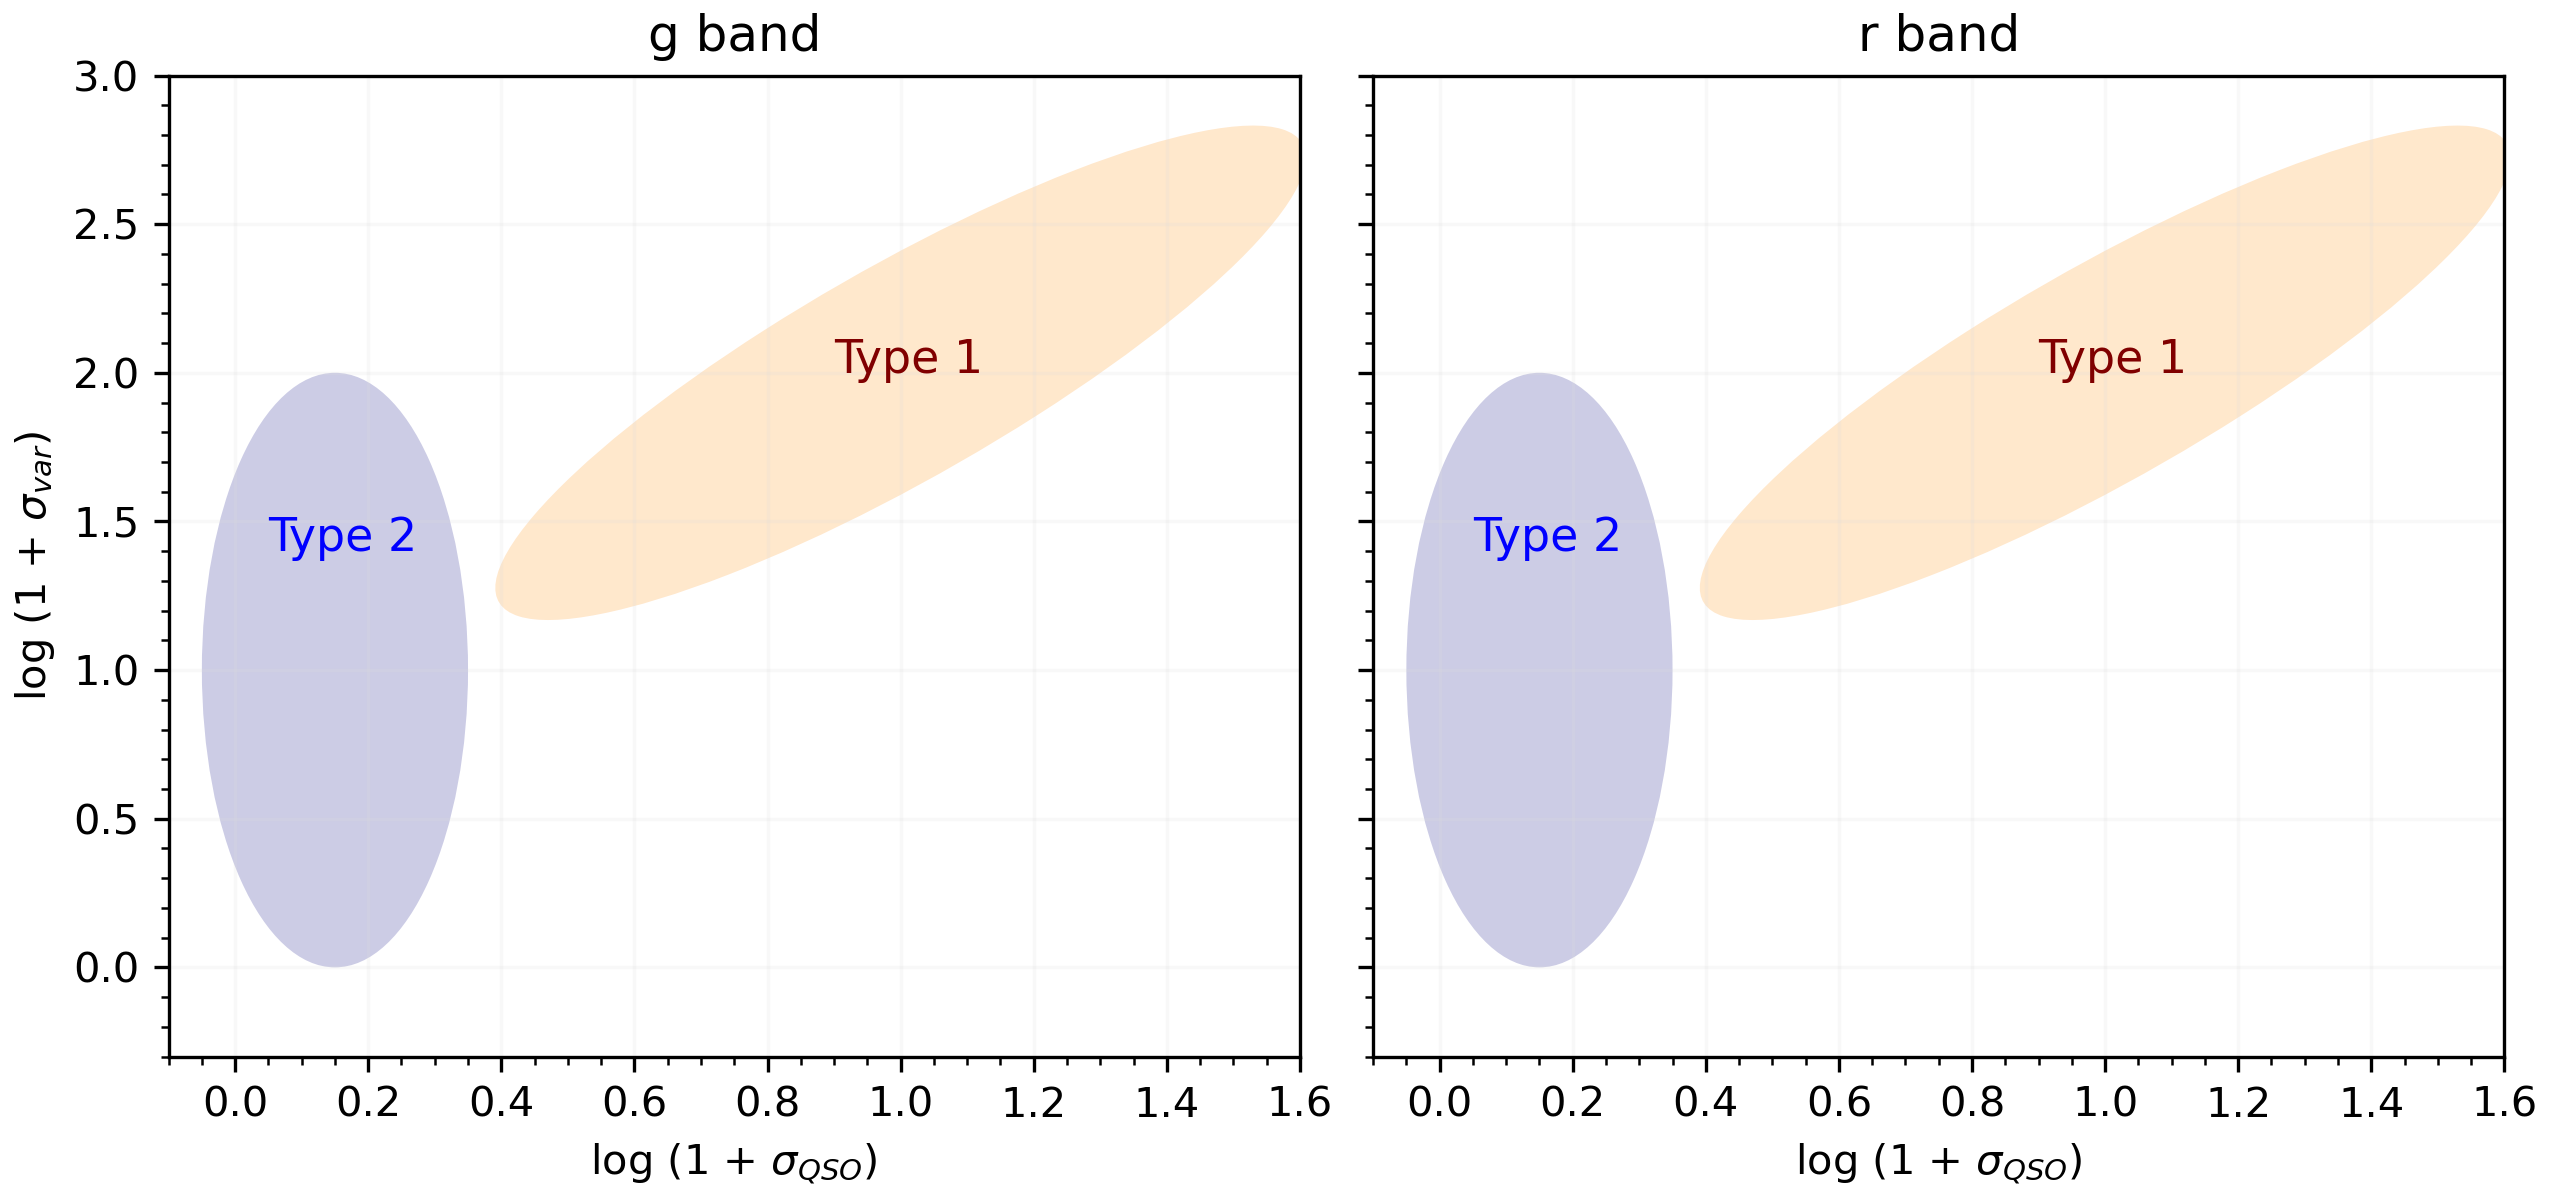 g band
r band
3.0
2.5
2.0
1.5
1.0
0.5
0.0
log (1 + σ_var)
Type 1
Type 2
Type 1
Type 2
0.0 0.2 0.4 0.6 0.8 1.0 1.2 1.4 1.6
0.0 0.2 0.4 0.6 0.8 1.0 1.2 1.4 1.6
log (1 + σ_QSO)
log (1 + σ_QSO)